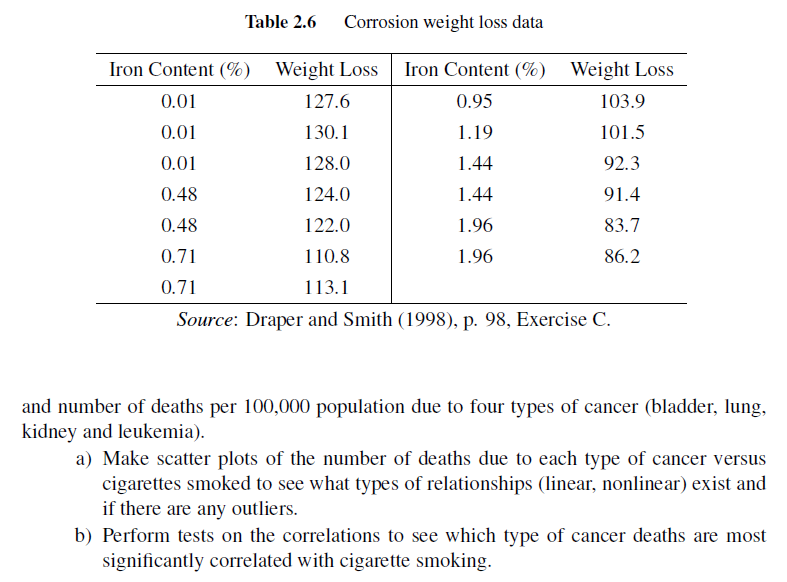 Table 2.6 Corrosion weight loss data
Iron Content (%) Weight Loss Iron Content (%) Weight Loss
0.01 127.6 0.95 103.9
0.01 130.1 1.19 101.5
0.01 128.0 1.44 92.3
0.48 124.0 1.44 91.4
0.48 122.0 1.96 83.7
0.71 110.8 1.96 86.2
0.71 113.1
Source: Draper and Smith (1998), p. 98, Exercise C.
and number of deaths per 100,000 population due to four types of cancer (bladder, lung,
kidney and leukemia).
a) Make scatter plots of the number of deaths due to each type of cancer versus
cigarettes smoked to see what types of relationships (linear, nonlinear) exist and
if there are any outliers.
b) Perform tests on the correlations to see which type of cancer deaths are most
significantly correlated with cigarette smoking.